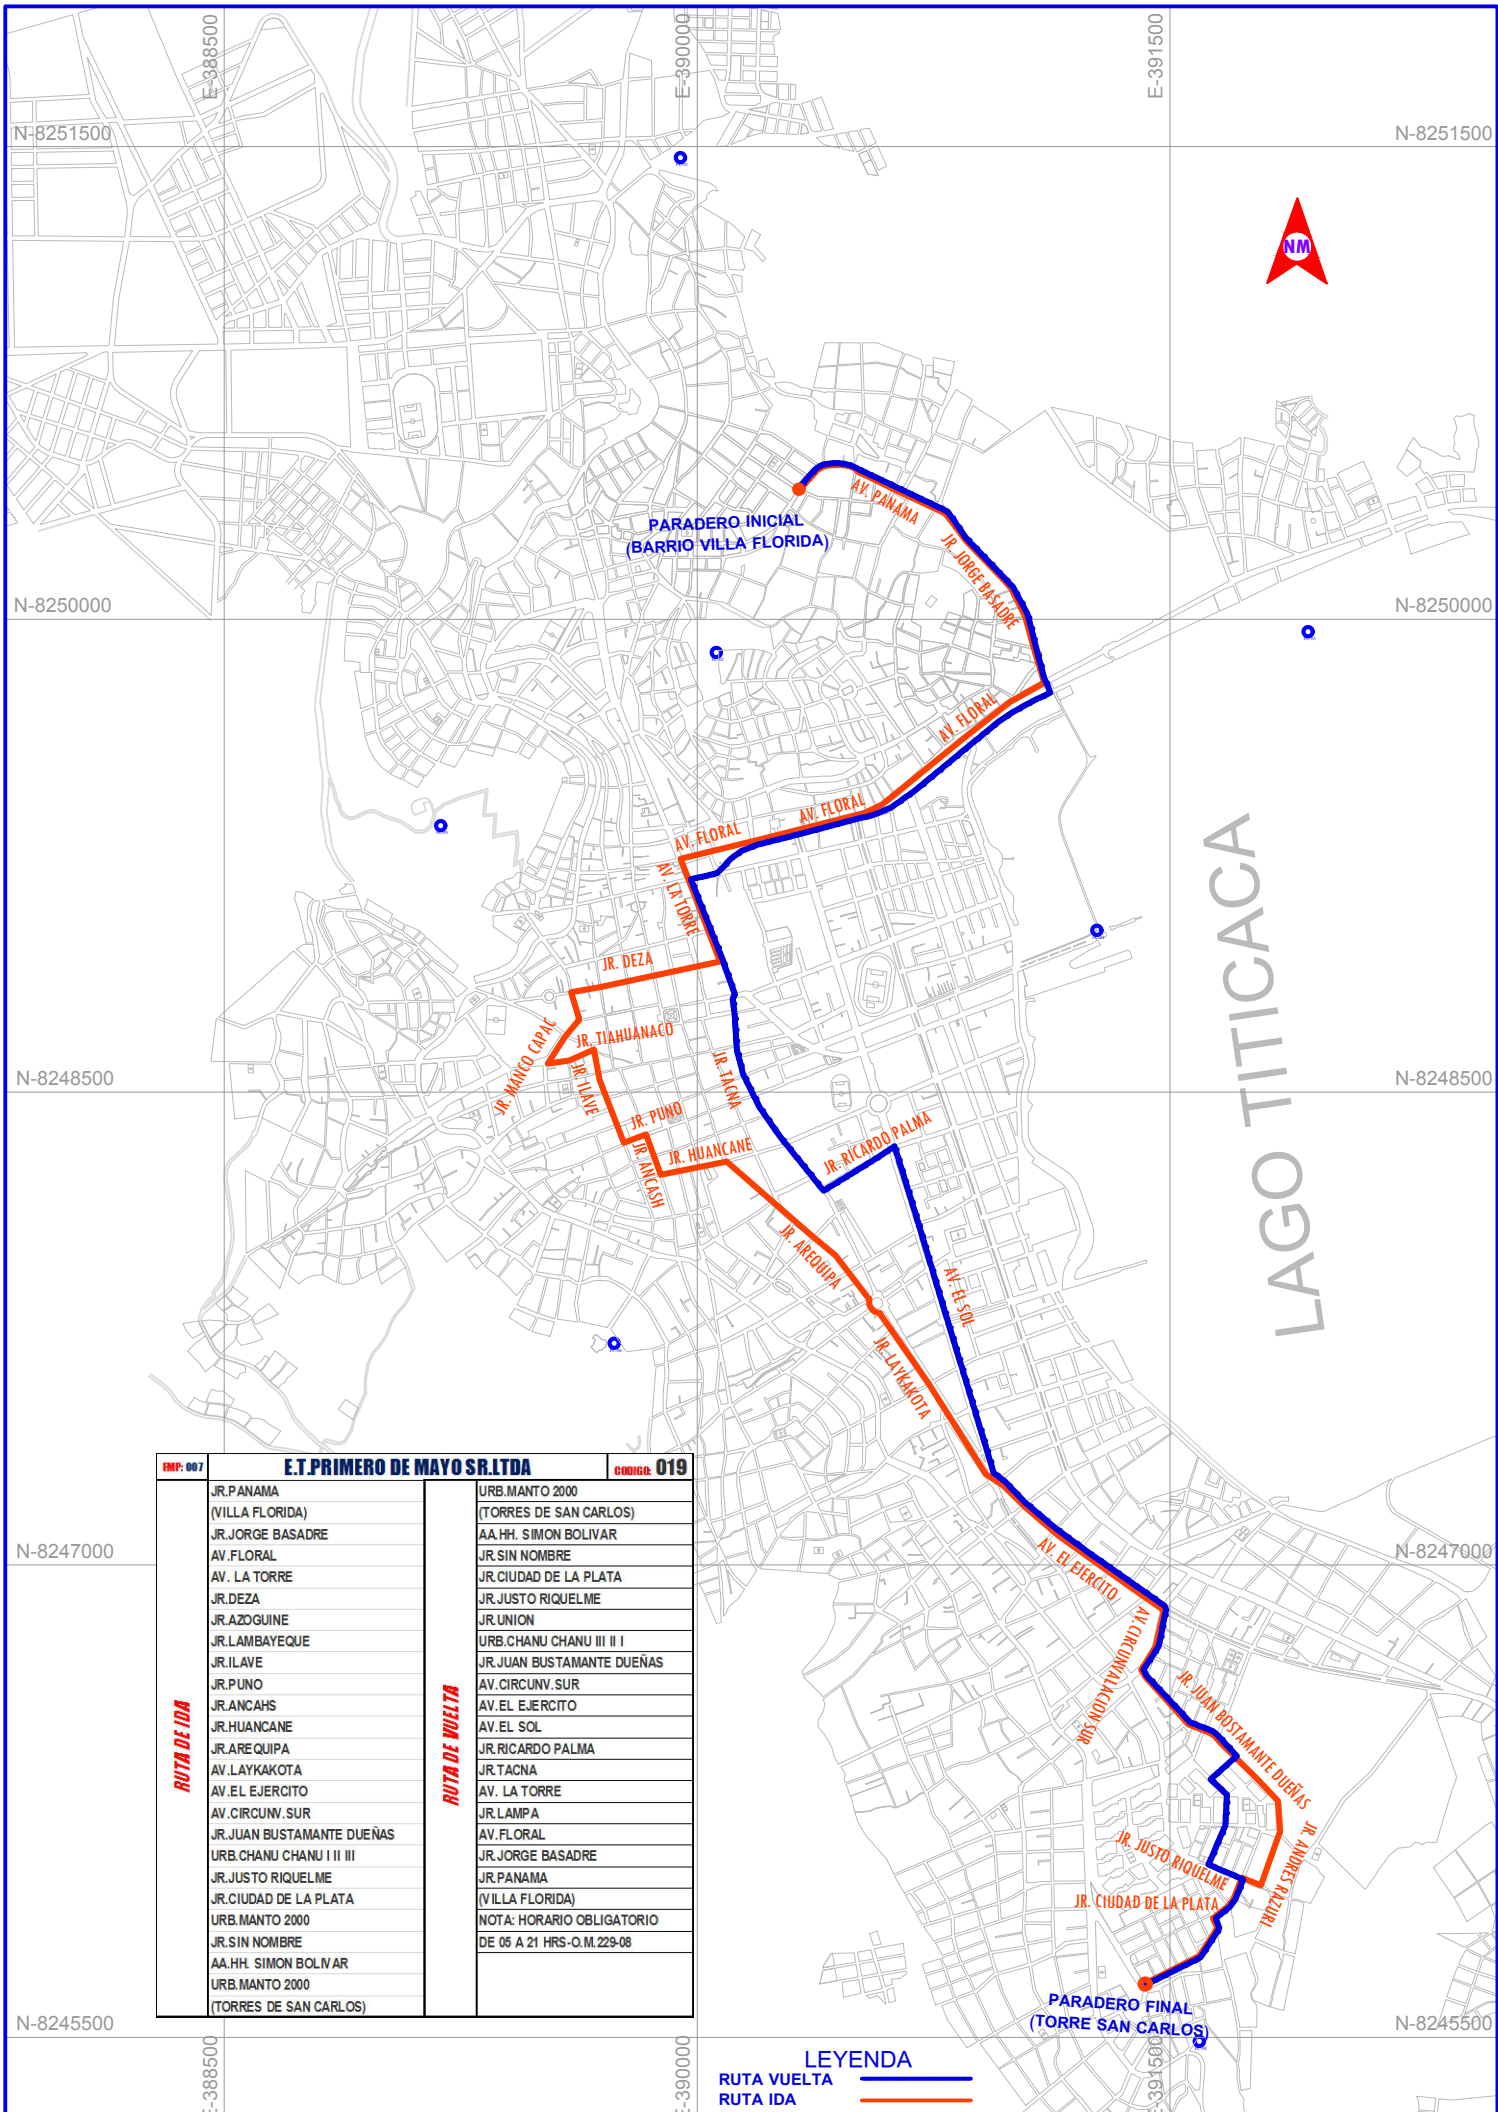 E-388500
E-390000
E-391500
N-8251500
N-8251500
NM
AV. PANAMA
PARADERO INICIAL
(BARRIO VILLA FLORIDA)
JR. JORGE BASADRE
N-8250000
N-8250000
AV. FLORAL
AV. FLORAL
AV. FLORAL
AV. LA TORRE
LAGO TITICACA
JR. DEZA
JR. MANCO CAPAC
JR. TIAHUANACO
JR. ILAVE
JR. TACNA
N-8248500
N-8248500
JR. PUNO
JR. ANCASH
JR. HUANCANE
JR. RICARDO PALMA
JR. AREQUIPA
AV. EL SOL
JR. LAYKAKOTA
EMP: 007
E.T.PRIMERO DE MAYO SR.LTDA
CODIGO: 019
RUTA DE IDA
JR.PANAMA
(VILLA FLORIDA)
JR.JORGE BASADRE
AV.FLORAL
AV. LA TORRE
JR.DEZA
JR.AZOGUINE
JR.LAMBAYEQUE
JR.ILAVE
JR.PUNO
JR.ANCAHS
JR.HUANCANE
JR.AREQUIPA
AV.LAYKAKOTA
AV.EL EJERCITO
AV.CIRCUNV.SUR
JR.JUAN BUSTAMANTE DUEÑAS
URB.CHANU CHANU I II III
JR.JUSTO RIQUELME
JR.CIUDAD DE LA PLATA
URB.MANTO 2000
JR.SIN NOMBRE
AA.HH. SIMON BOLIVAR
URB.MANTO 2000
(TORRES DE SAN CARLOS)
RUTA DE VUELTA
URB.MANTO 2000
(TORRES DE SAN CARLOS)
AA.HH. SIMON BOLIVAR
JR.SIN NOMBRE
JR.CIUDAD DE LA PLATA
JR.JUSTO RIQUELME
JR.UNION
URB.CHANU CHANU III II I
JR.JUAN BUSTAMANTE DUEÑAS
AV.CIRCUNV.SUR
AV.EL EJERCITO
AV.EL SOL
JR.RICARDO PALMA
JR.TACNA
AV. LA TORRE
JR.LAMPA
AV.FLORAL
JR.JORGE BASADRE
JR.PANAMA
(VILLA FLORIDA)
NOTA: HORARIO OBLIGATORIO
DE 05 A 21 HRS-O.M.229-08
N-8247000
N-8247000
AV. EL EJERCITO
AV. CIRCUNVALACION SUR
JR. JUAN BOSTAMANTE DUEÑAS
JR. ANDRES RAZURI
JR. JUSTO RIQUELME
JR. CIUDAD DE LA PLATA
PARADERO FINAL
(TORRE SAN CARLOS)
N-8245500
N-8245500
E-388500
E-390000
E-391500
LEYENDA
RUTA VUELTA
RUTA IDA